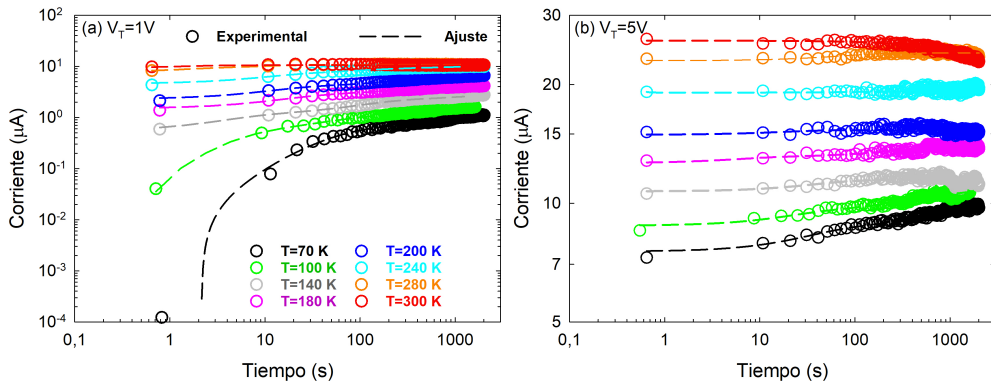 (a) V_T=1V
Experimental
Ajuste
10²
10¹
10⁰
10⁻¹
10⁻²
10⁻³
10⁻⁴
Corriente (μA)
T=70 K
T=200 K
T=100 K
T=240 K
T=140 K
T=280 K
T=180 K
T=300 K
0,1
1
10
100
1000
Tiempo (s)
(b) V_T=5V
30
20
15
10
7
5
Corriente (μA)
0,1
1
10
100
1000
Tiempo (s)